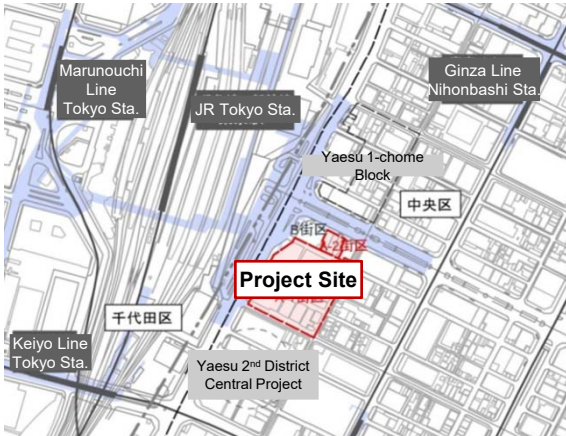 Marunouchi
Line
Tokyo Sta.
JR Tokyo Sta.
Ginza Line
Nihonbashi Sta.
Yaesu 1-chome
Block
中央区
B街区
A-2街区
Project Site
千代田区
Keiyo Line
Tokyo Sta.
Yaesu 2nd District
Central Project